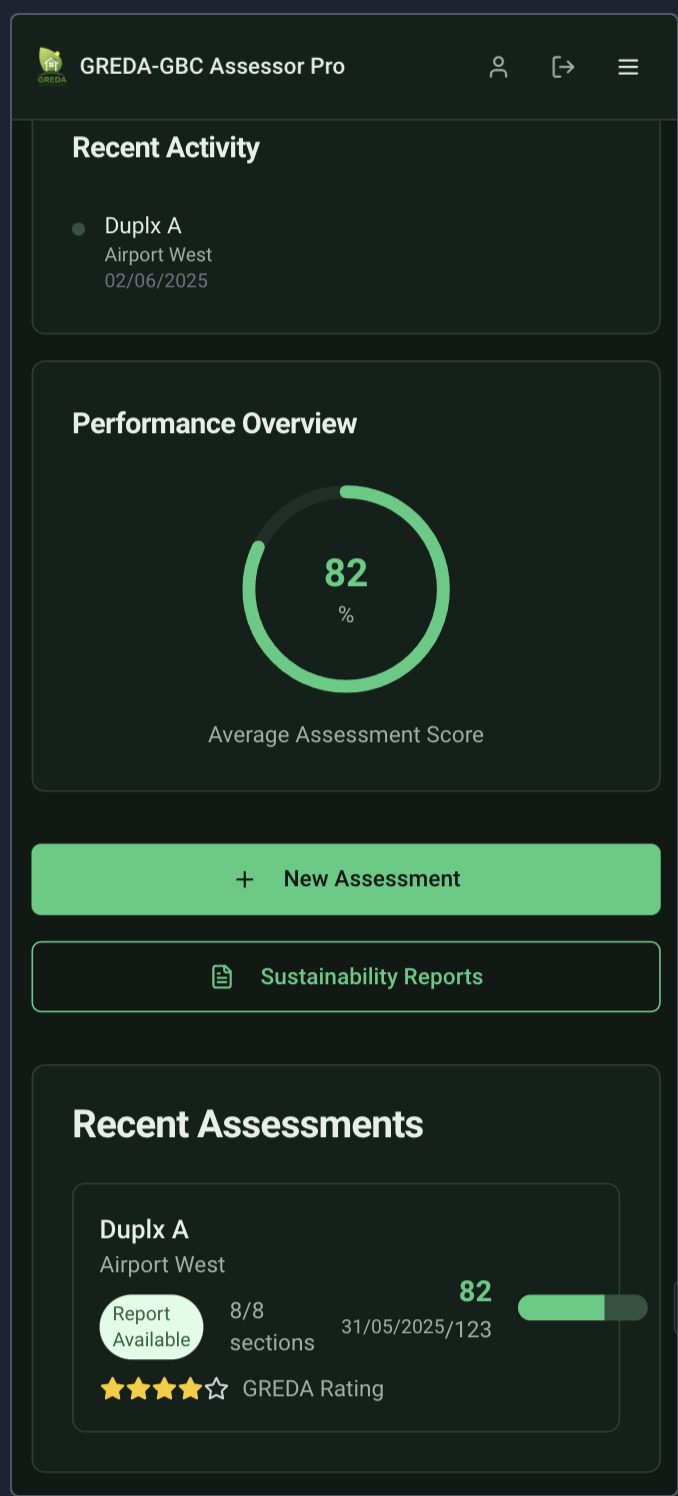 GREDA
GREDA-GBC Assessor Pro
Recent Activity
Duplx A
Airport West
02/06/2025
Performance Overview
82
%
Average Assessment Score
New Assessment
Sustainability Reports
Recent Assessments
Duplx A
Airport West
Report
Available
8/8
sections
31/05/2025
82
/123
GREDA Rating